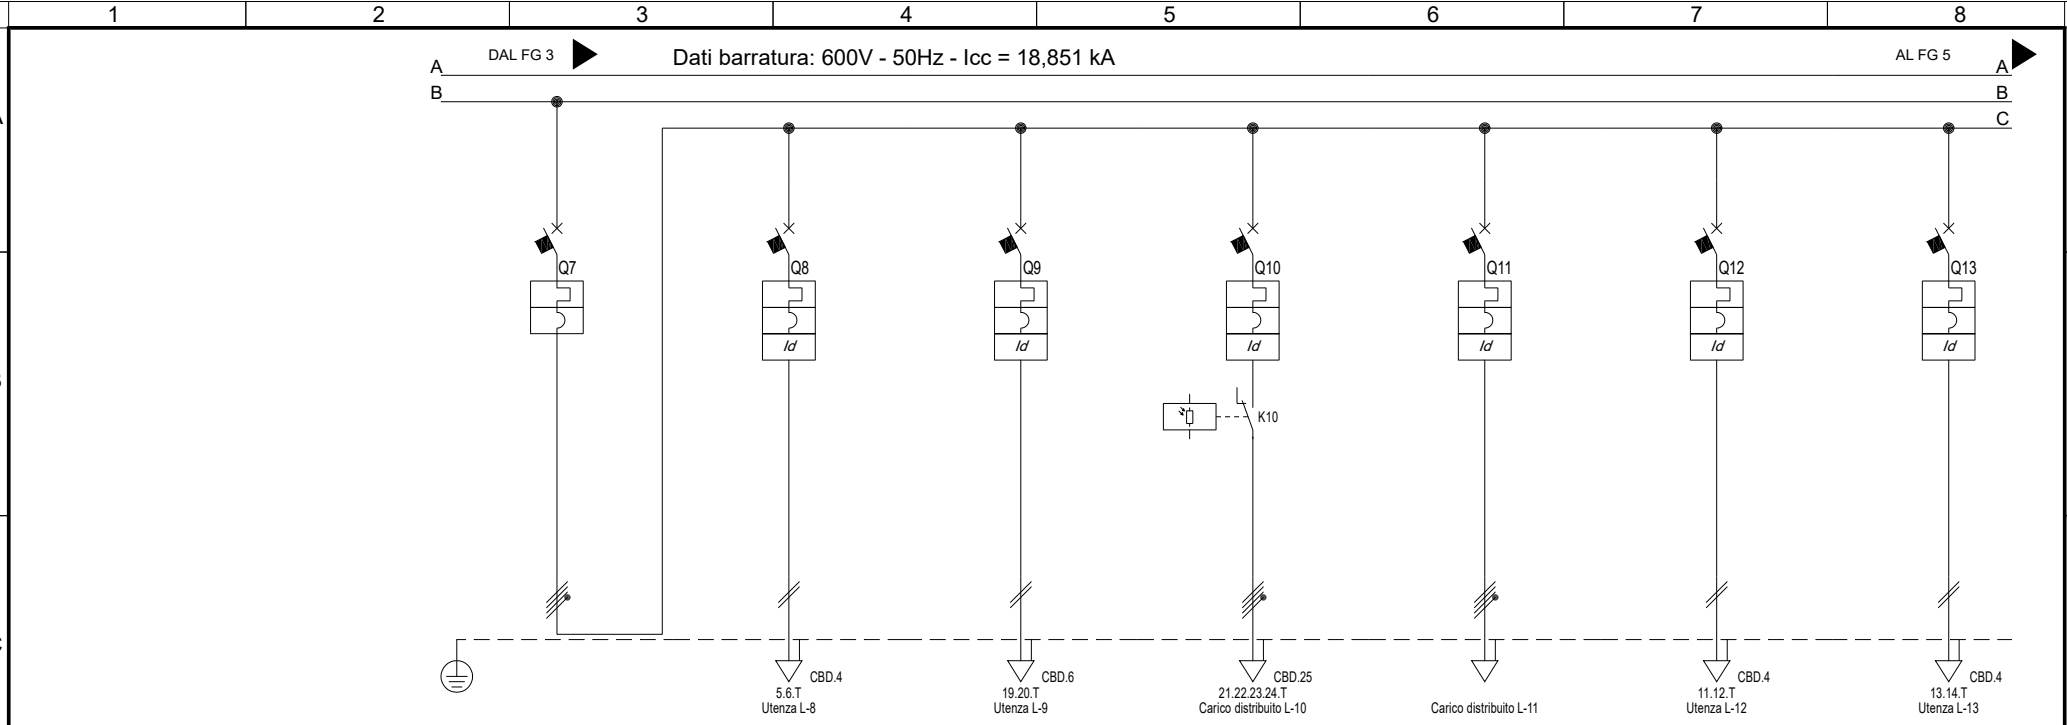 1 2 3 4 5 6 7 8
DAL FG 3 Dati barratura: 600V - 50Hz - Icc = 18,851 kA AL FG 5
A A
B B
C
Q7 Q8 Q9 Q10 Q11 Q12 Q13
Id Id Id Id Id Id
K10
CBD.4 CBD.6 CBD.25 CBD.4 CBD.4
5.6.T 19.20.T 21.22.23.24.T 11.12.T 13.14.T
Utenza L-8 Utenza L-9 Carico distribuito L-10 Carico distribuito L-11 Utenza L-12 Utenza L-13